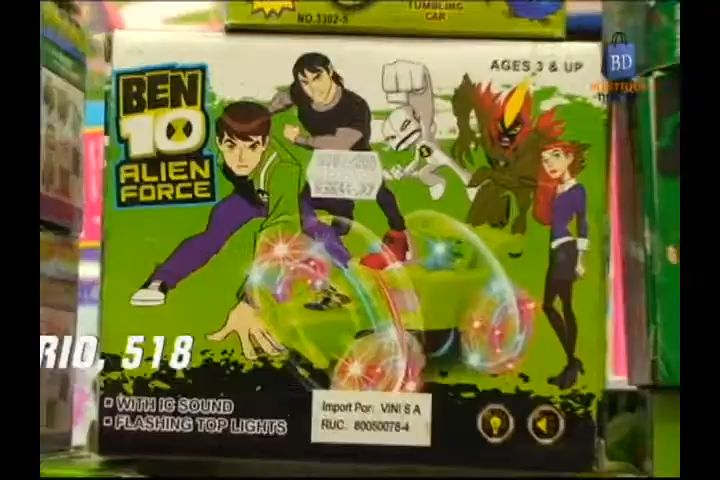 NO.3302-5
TUMBLING
CAR
BD
AGES 3 & UP
BEN
10
ALIEN
FORCE
RIO, 518
• WITH IC SOUND
• FLASHING TOP LIGHTS
Import Por: VINI S A
RUC. 80050078-4